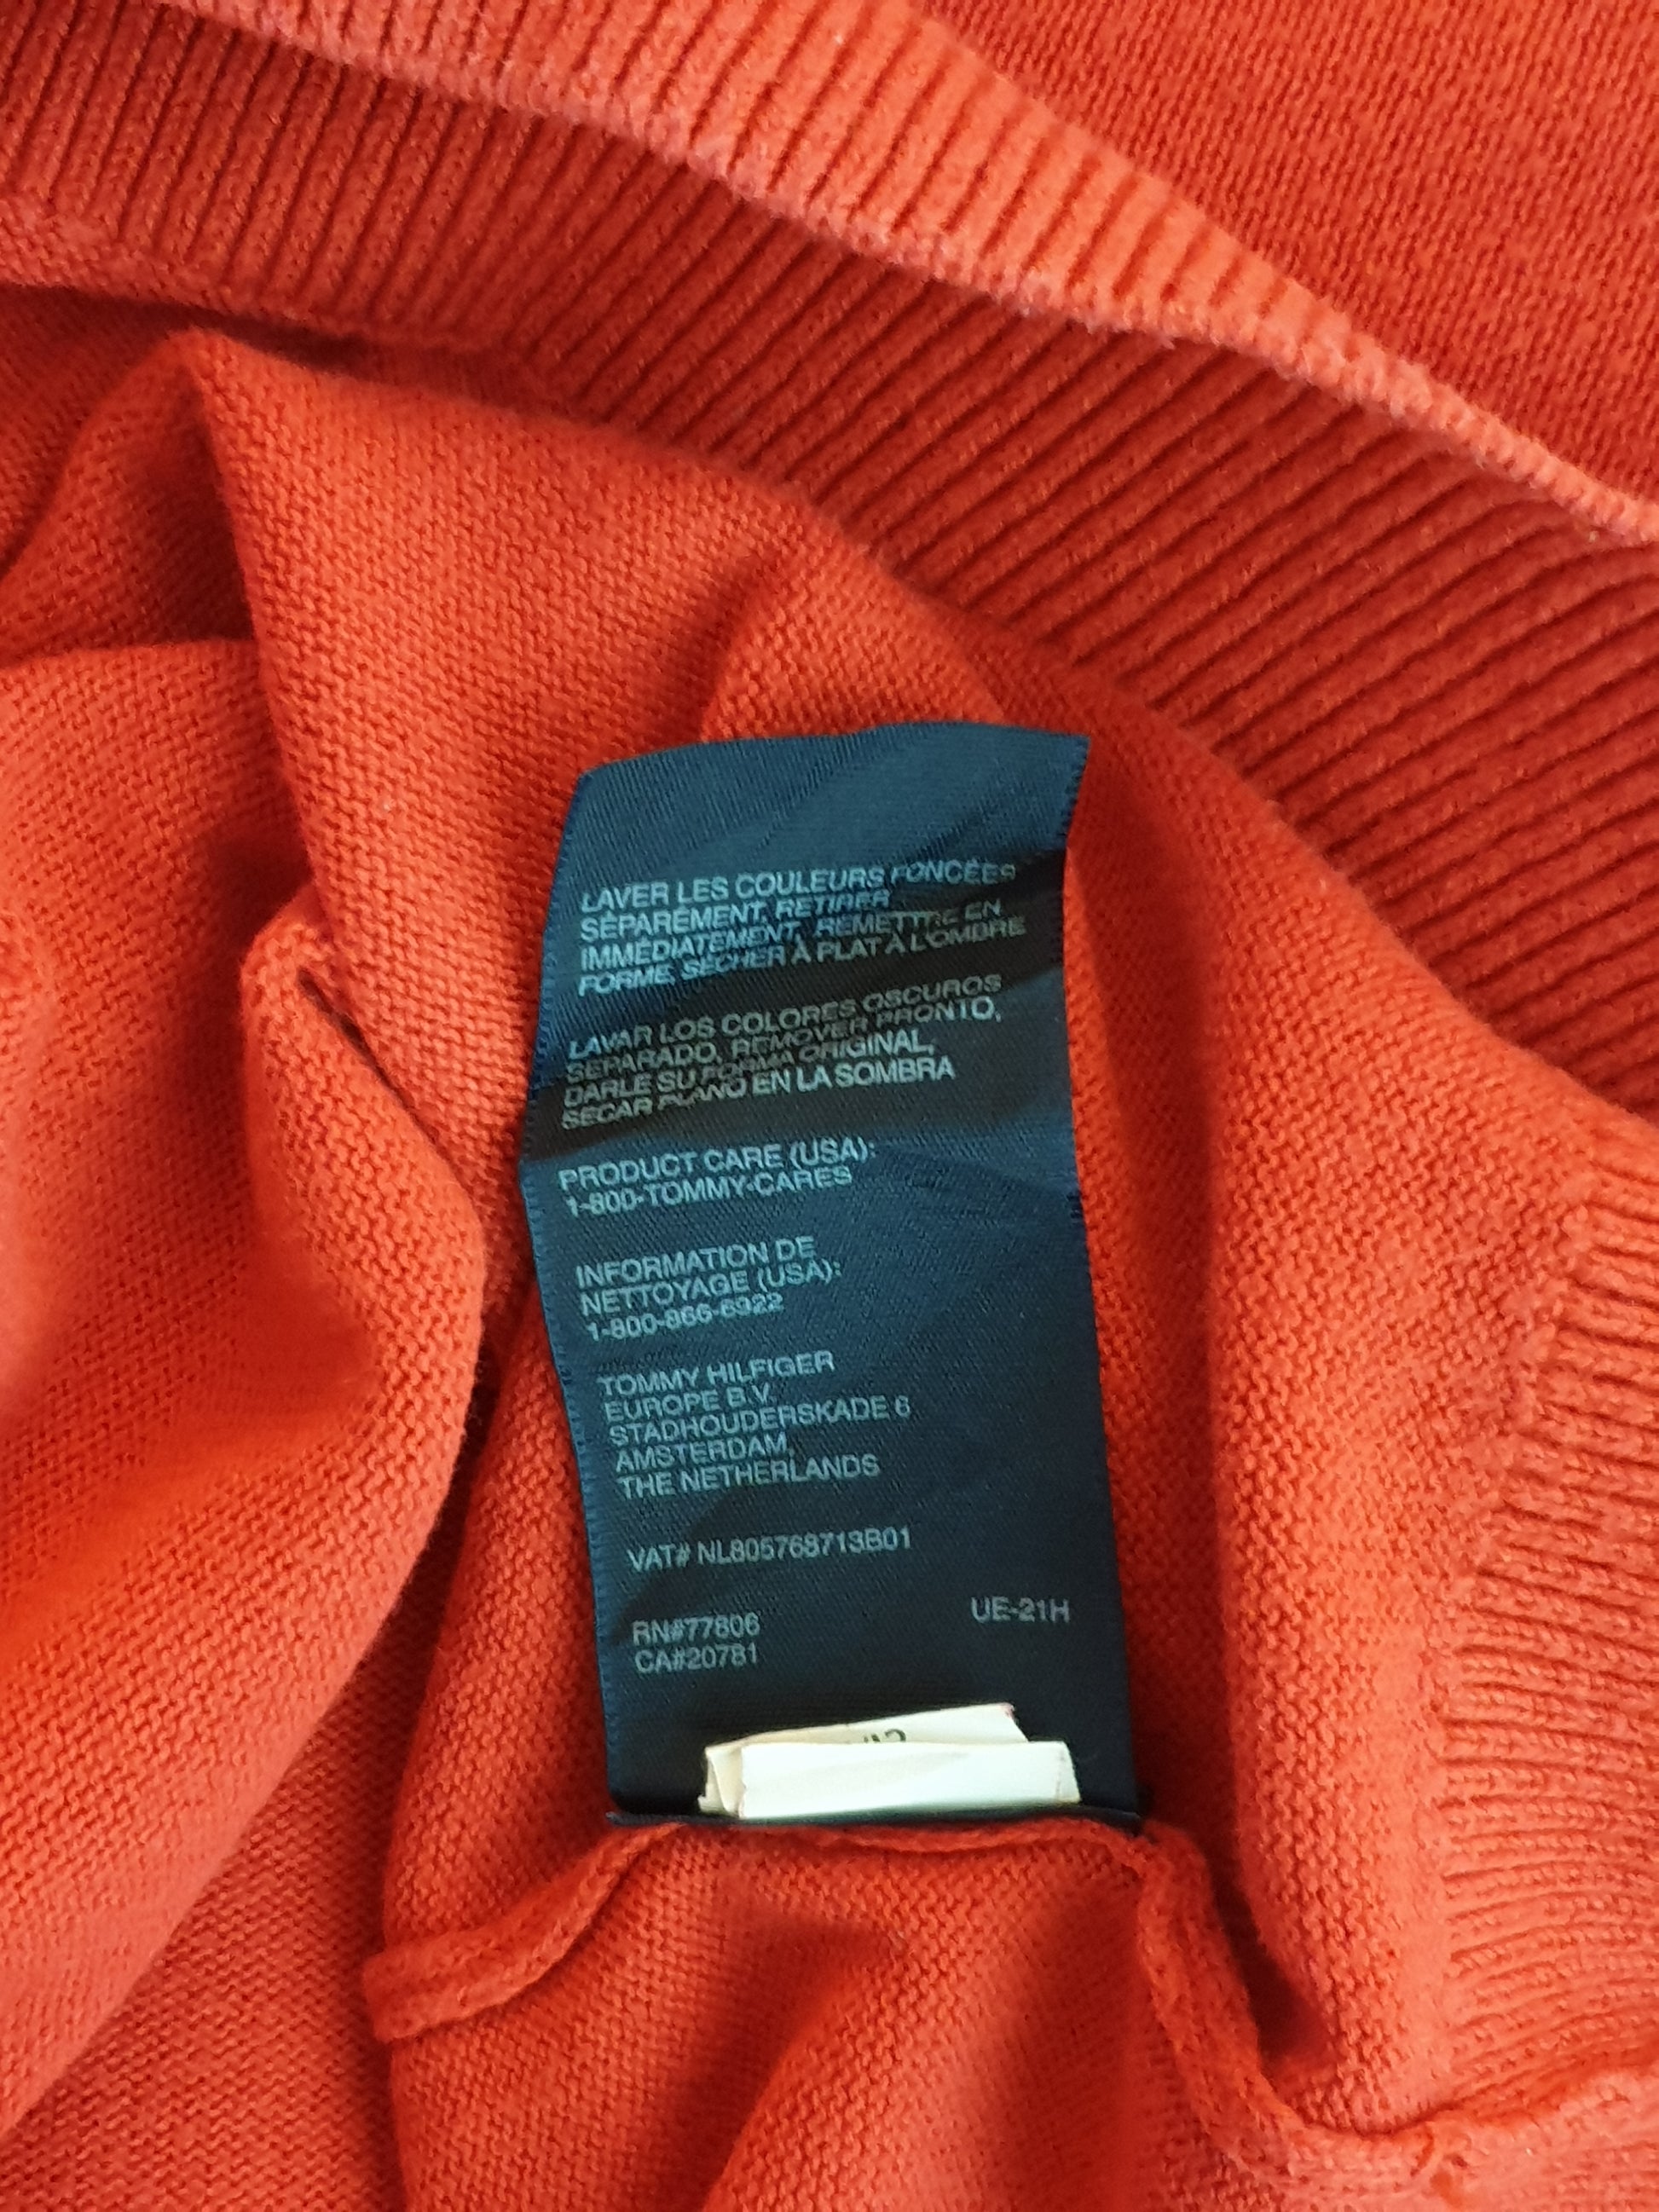 LAVER LES COULEURS FONCÉES
SÉPARÉMENT, RETIRER
IMMÉDIATEMENT, REMETTRE EN
FORME, SÉCHER À PLAT À L'OMBRE
LAVAR LOS COLORES OSCUROS
SEPARADO, REMOVER PRONTO,
DARLE SU FORMA ORIGINAL,
SECAR PLANO EN LA SOMBRA
PRODUCT CARE (USA):
1-800-TOMMY-CARES
INFORMATION DE
NETTOYAGE (USA):
1-800-866-6922
TOMMY HILFIGER
EUROPE B.V.
STADHOUDERSKADE 6
AMSTERDAM,
THE NETHERLANDS
VAT# NL805768713B01
RN#77806 UE-21H
CA#20781